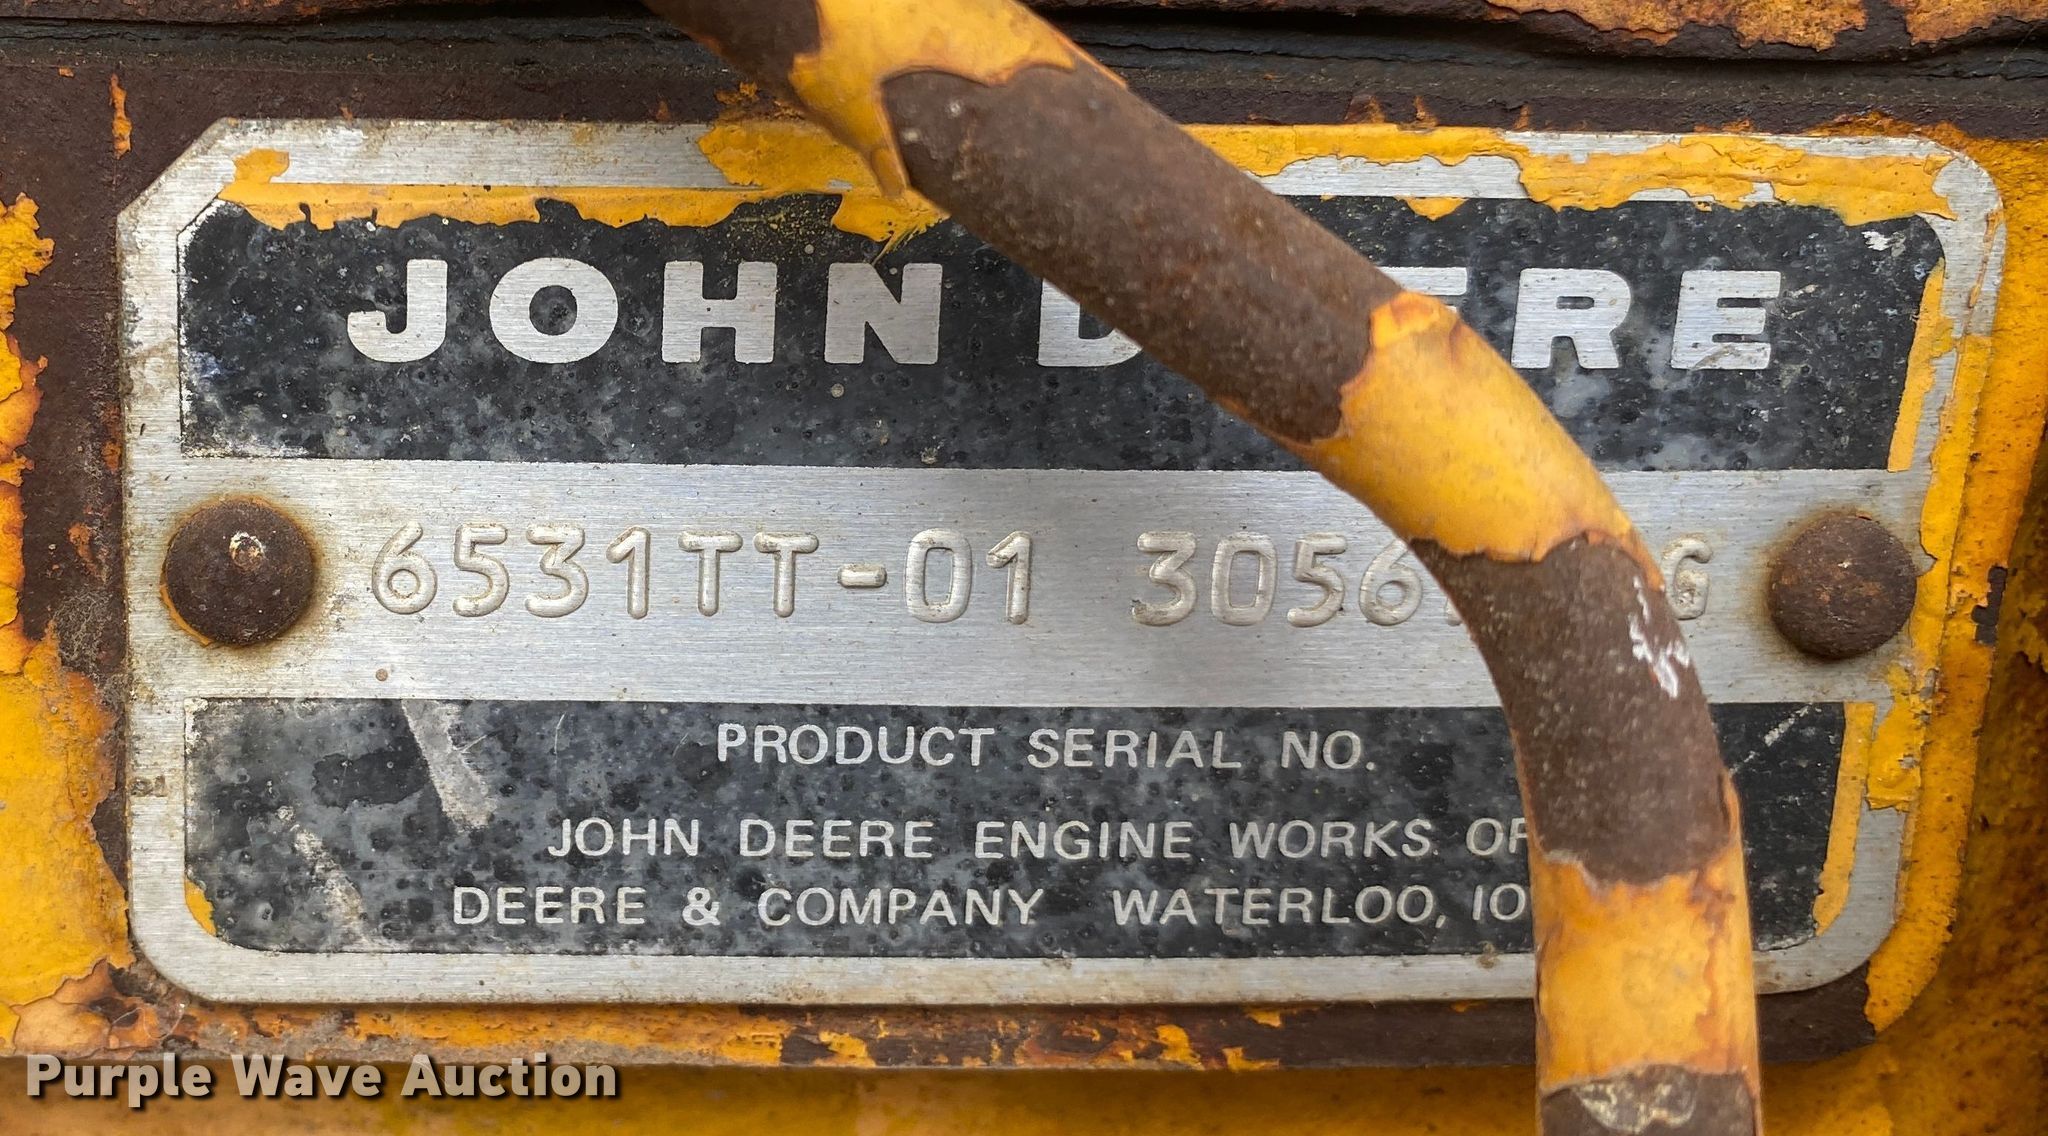 JOHN DEERE
6531TT-01 3056
PRODUCT SERIAL NO.
JOHN DEERE ENGINE WORKS OF
DEERE & COMPANY WATERLOO, IO
Purple Wave Auction